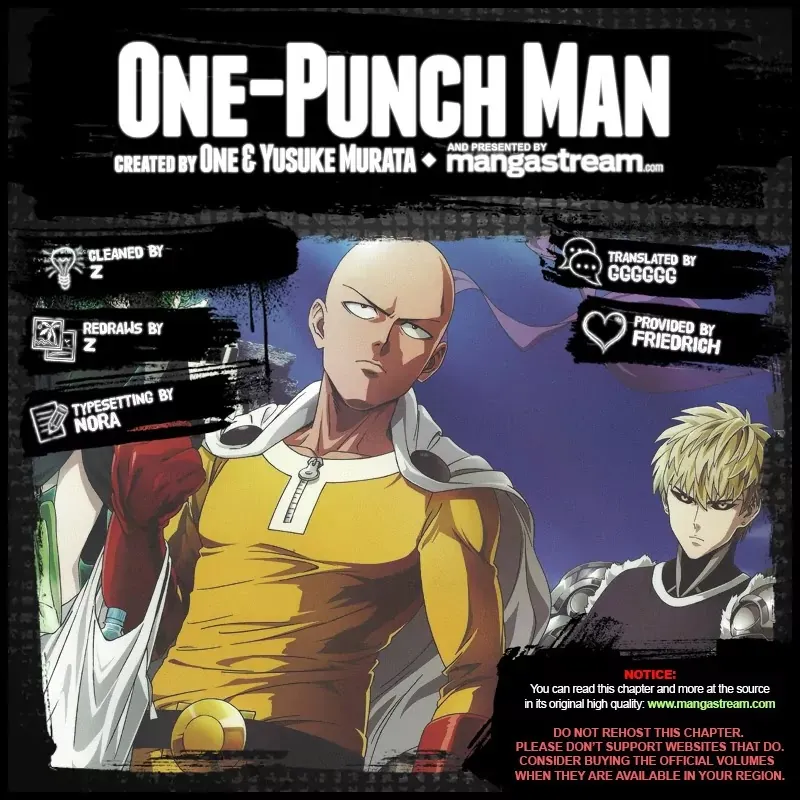 ONE-PUNCH MAN
CREATED BY ONE & YUSUKE MURATA ◆ AND PRESENTED BY mangastream.com
CLEANED BY
Z
REDRAWS BY
Z
TYPESETTING BY
NORA
TRANSLATED BY
GGGGGG
PROVIDED BY
FRIEDRICH
NOTICE:
You can read this chapter and more at the source
in its original high quality: www.mangastream.com
DO NOT REHOST THIS CHAPTER.
PLEASE DON'T SUPPORT WEBSITES THAT DO.
CONSIDER BUYING THE OFFICIAL VOLUMES
WHEN THEY ARE AVAILABLE IN YOUR REGION.